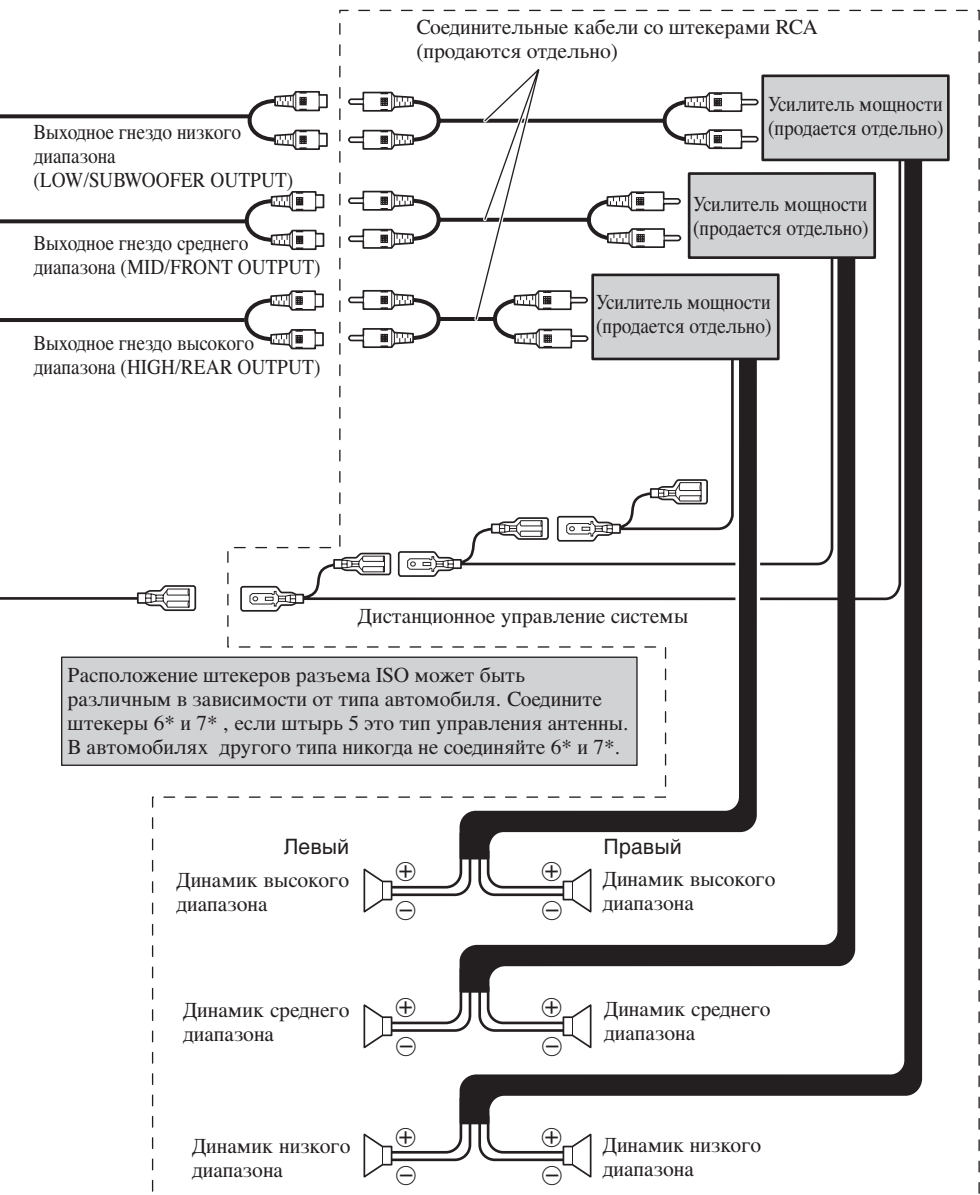 Соединительные кабели со штекерами RCA
(продаются отдельно)
Усилитель мощности
(продается отдельно)
Выходное гнездо низкого
диапазона
(LOW/SUBWOOFER OUTPUT)
Усилитель мощности
(продается отдельно)
Выходное гнездо среднего
диапазона (MID/FRONT OUTPUT)
Усилитель мощности
(продается отдельно)
Выходное гнездо высокого
диапазона (HIGH/REAR OUTPUT)
Дистанционное управление системы
Расположение штекеров разъема ISO может быть
различным в зависимости от типа автомобиля. Соедините
штекеры 6* и 7* , если штырь 5 это тип управления антенны.
В автомобилях другого типа никогда не соединяйте 6* и 7*.
Левый
Правый
Динамик высокого
диапазона
+
−
+
−
Динамик высокого
диапазона
Динамик среднего
диапазона
+
−
+
−
Динамик среднего
диапазона
Динамик низкого
диапазона
+
−
+
−
Динамик низкого
диапазона